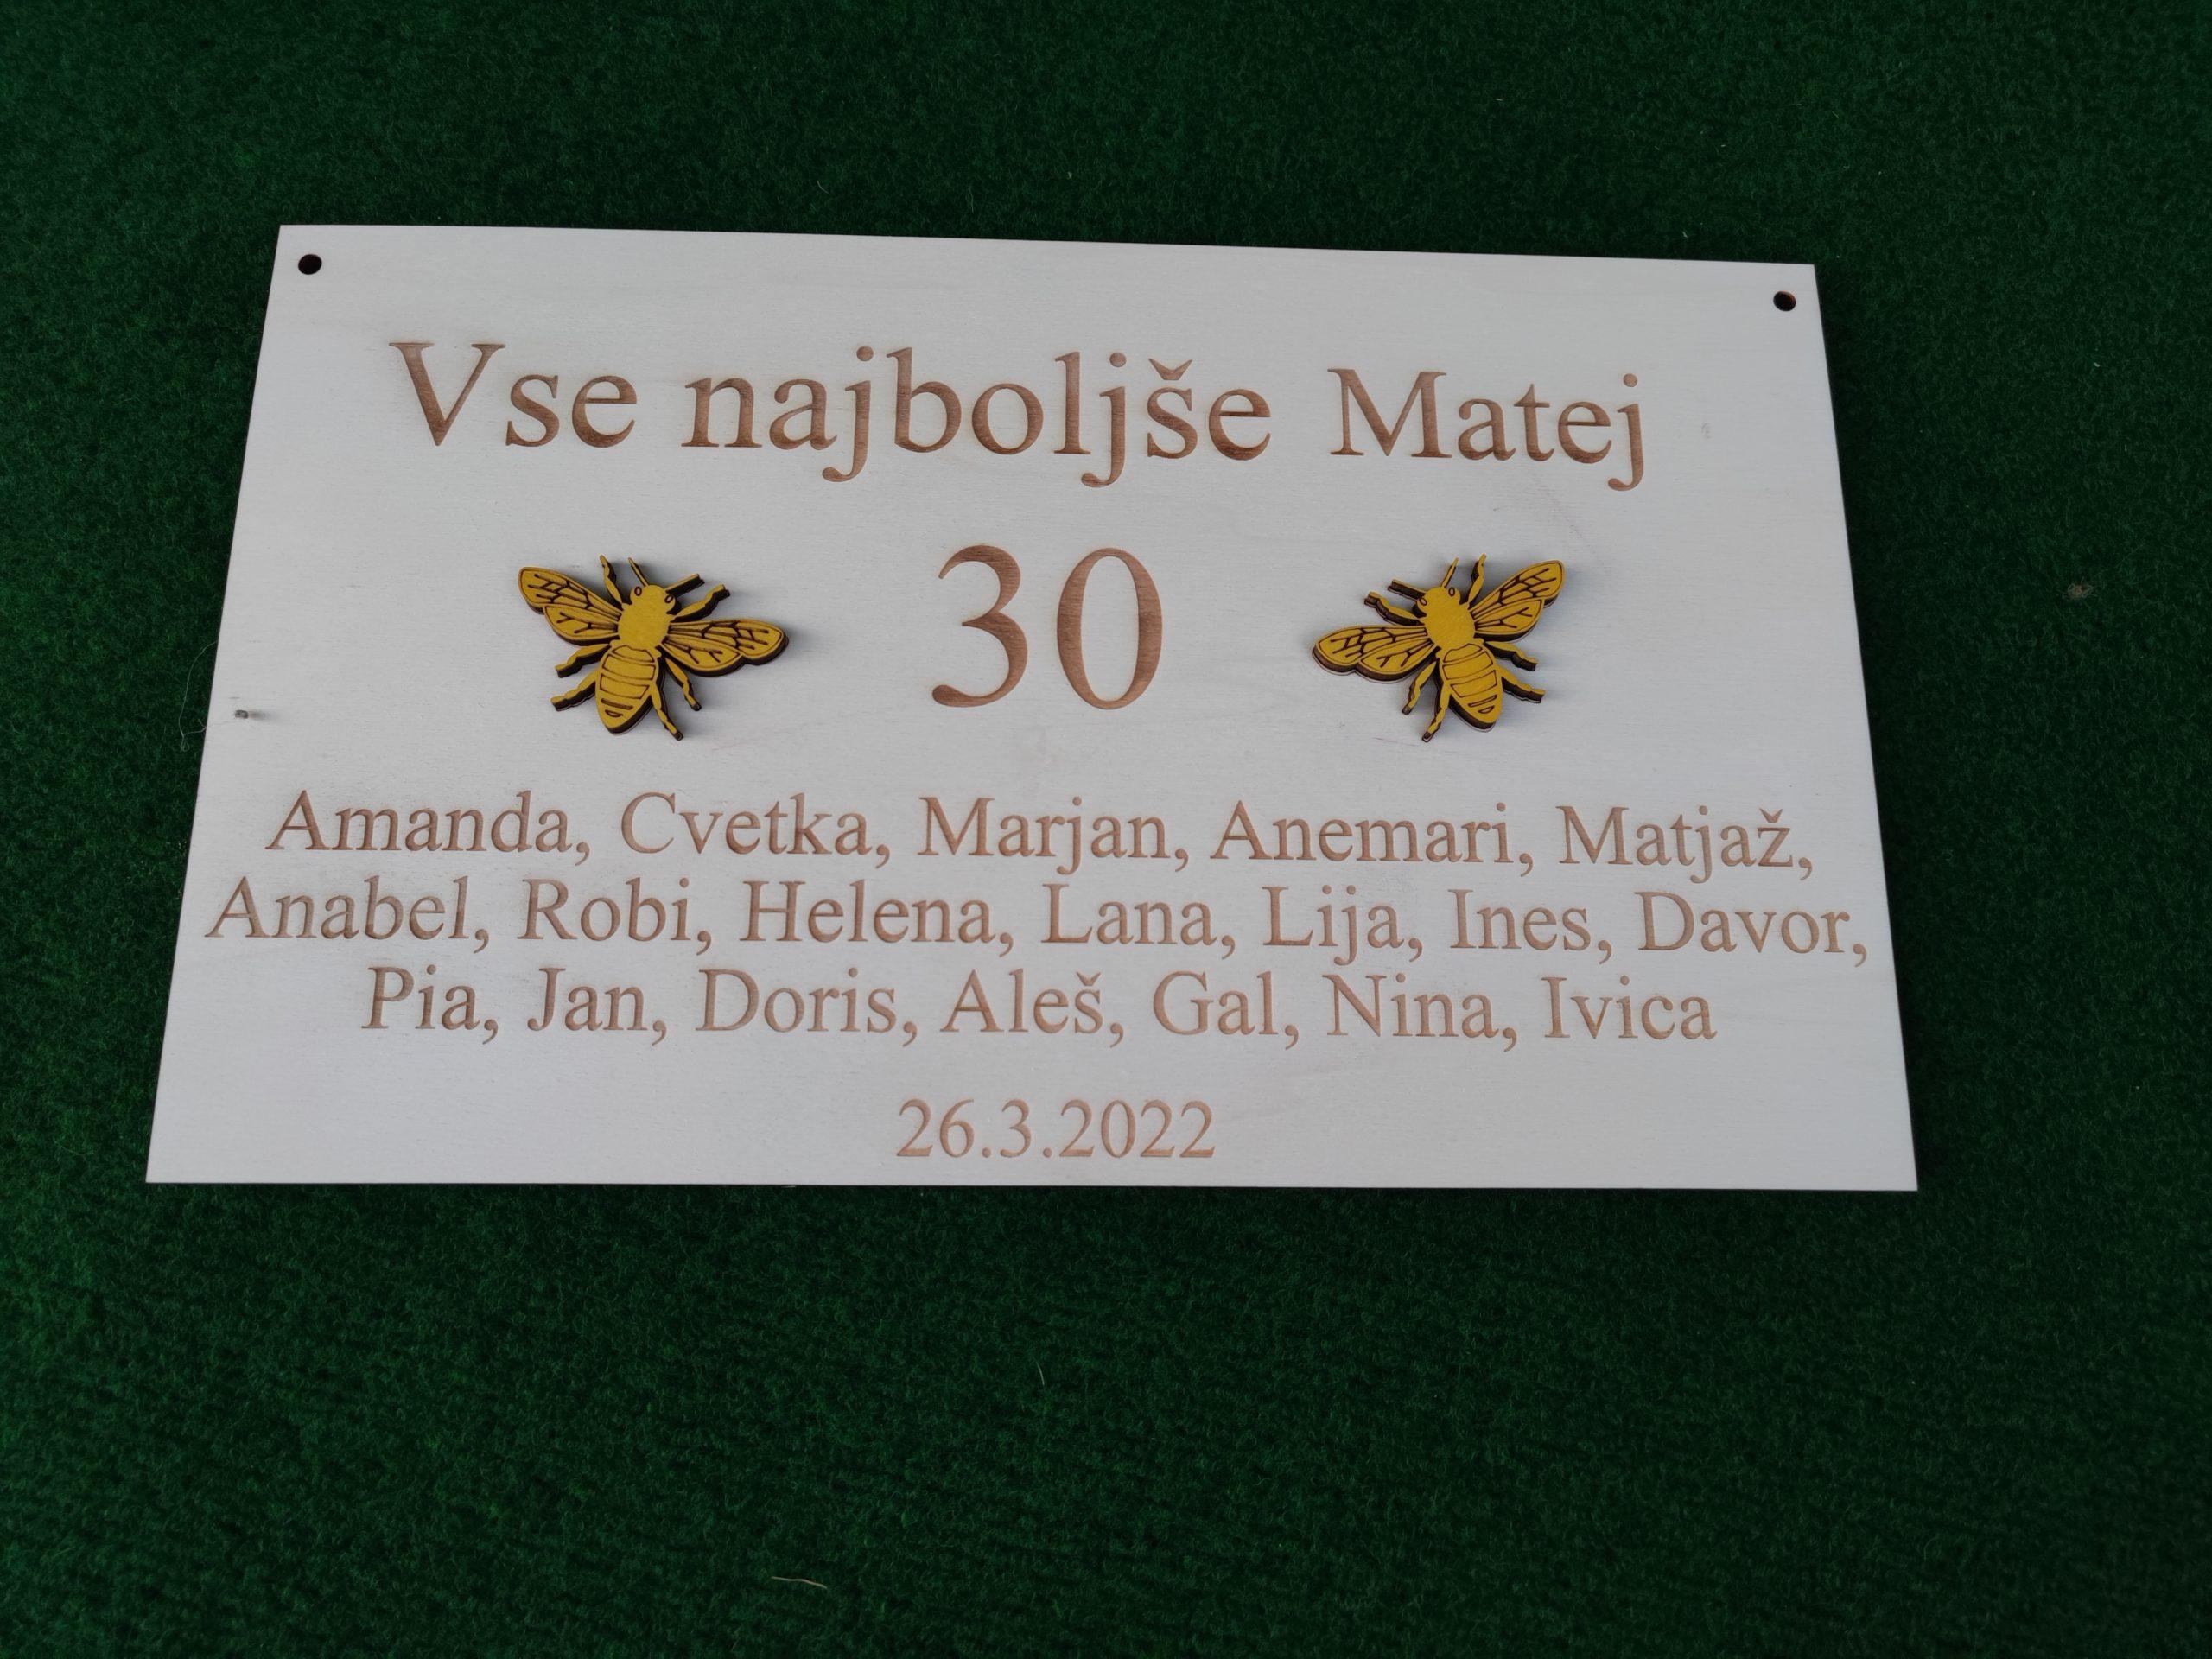 Vse najboljše Matej
30
Amanda, Cvetka, Marjan, Anemari, Matjaž,
Anabel, Robi, Helena, Lana, Lija, Ines, Davor,
Pia, Jan, Doris, Aleš, Gal, Nina, Ivica
26.3.2022